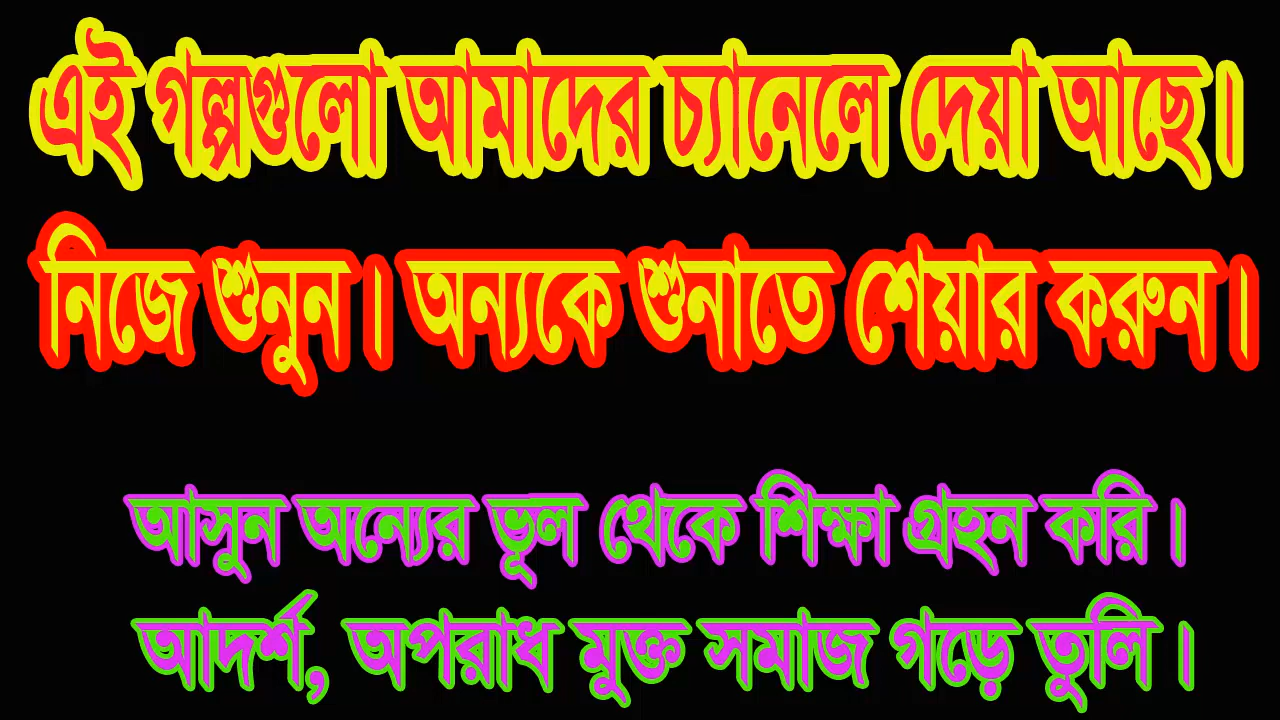 এই গল্পগুলো আমাদের চ্যানেলে দেয়া আছে।
নিজে শুনুন। অন্যকে শুনাতে শেয়ার করুন।
আসুন অন্যের ভূল থেকে শিক্ষা গ্রহন করি।
আদর্শ, অপরাধ মুক্ত সমাজ গড়ে তুলি।